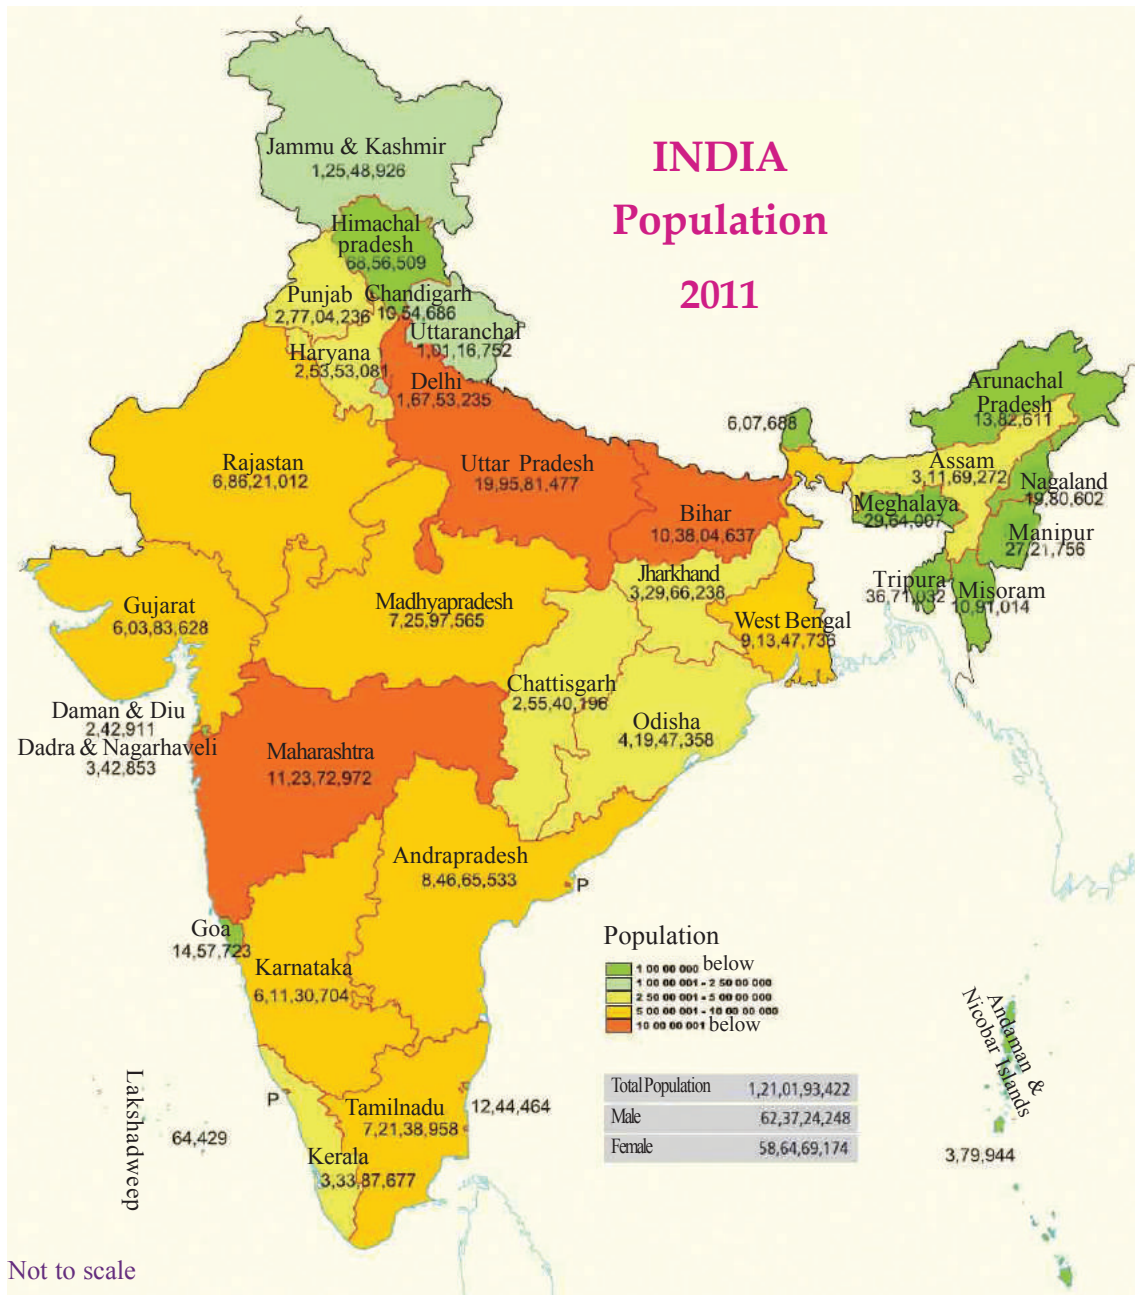 INDIA
Population
2011
Jammu & Kashmir
1,25,48,926
Himachal
pradesh
68,56,509
Punjab
2,77,04,236
Chandigarh
10,54,686
Uttaranchal
1,01,16,752
Haryana
2,53,53,081
Delhi
1,67,53,235
Rajastan
6,86,21,012
Uttar Pradesh
19,95,81,477
6,07,688
Arunachal
Pradesh
13,82,611
Assam
3,11,69,272
Nagaland
19,80,602
Meghalaya
29,64,007
Manipur
27,21,756
Tripura
36,71,032
Misoram
10,91,014
Bihar
10,38,04,637
Jharkhand
3,29,66,238
West Bengal
9,13,47,736
Gujarat
6,03,83,628
Madhyapradesh
7,25,97,565
Chattisgarh
2,55,40,196
Odisha
4,19,47,358
Daman & Diu
2,42,911
Dadra & Nagarhaveli
3,42,853
Maharashtra
11,23,72,972
Andrapradesh
8,46,65,533
P
Goa
14,57,723
Karnataka
6,11,30,704
Population
1 00 00 000 below
1 00 00 001 - 2 50 00 000
2 50 00 001 - 5 00 00 000
5 00 00 001 - 10 00 00 000
10 00 00 001 below
Total Population 1,21,01,93,422
Male 62,37,24,248
Female 58,64,69,174
Andaman &
Nicobar Islands
3,79,944
Lakshadweep
64,429
P
Tamilnadu
7,21,38,958
12,44,464
Kerala
3,33,87,677
Not to scale